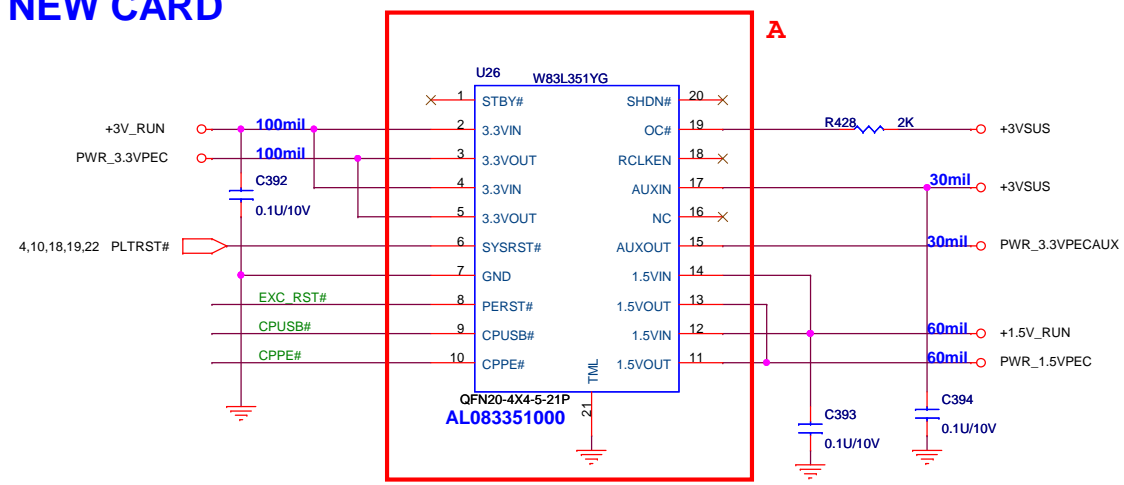 NEW CARD
A
U26
W83L351YG
1 STBY# SHDN# 20
+3V_RUN 100mil 2 3.3VIN OC# 19 R428 2K +3VSUS
PWR_3.3VPEC 100mil 3 3.3VOUT RCLKEN 18
C392
0.1U/10V
4 3.3VIN AUXIN 17 30mil +3VSUS
5 3.3VOUT NC 16
4,10,18,19,22 PLTRST# 6 SYSRST# AUXOUT 15 30mil PWR_3.3VPECAUX
7 GND 1.5VIN 14
EXC_RST# 8 PERST# 1.5VOUT 13
CPUSB# 9 CPUSB# 1.5VIN 12 60mil +1.5V_RUN
CPPE# 10 CPPE# 1.5VOUT 11 60mil PWR_1.5VPEC
TML
21
QFN20-4X4-5-21P
AL083351000
C393
0.1U/10V
C394
0.1U/10V